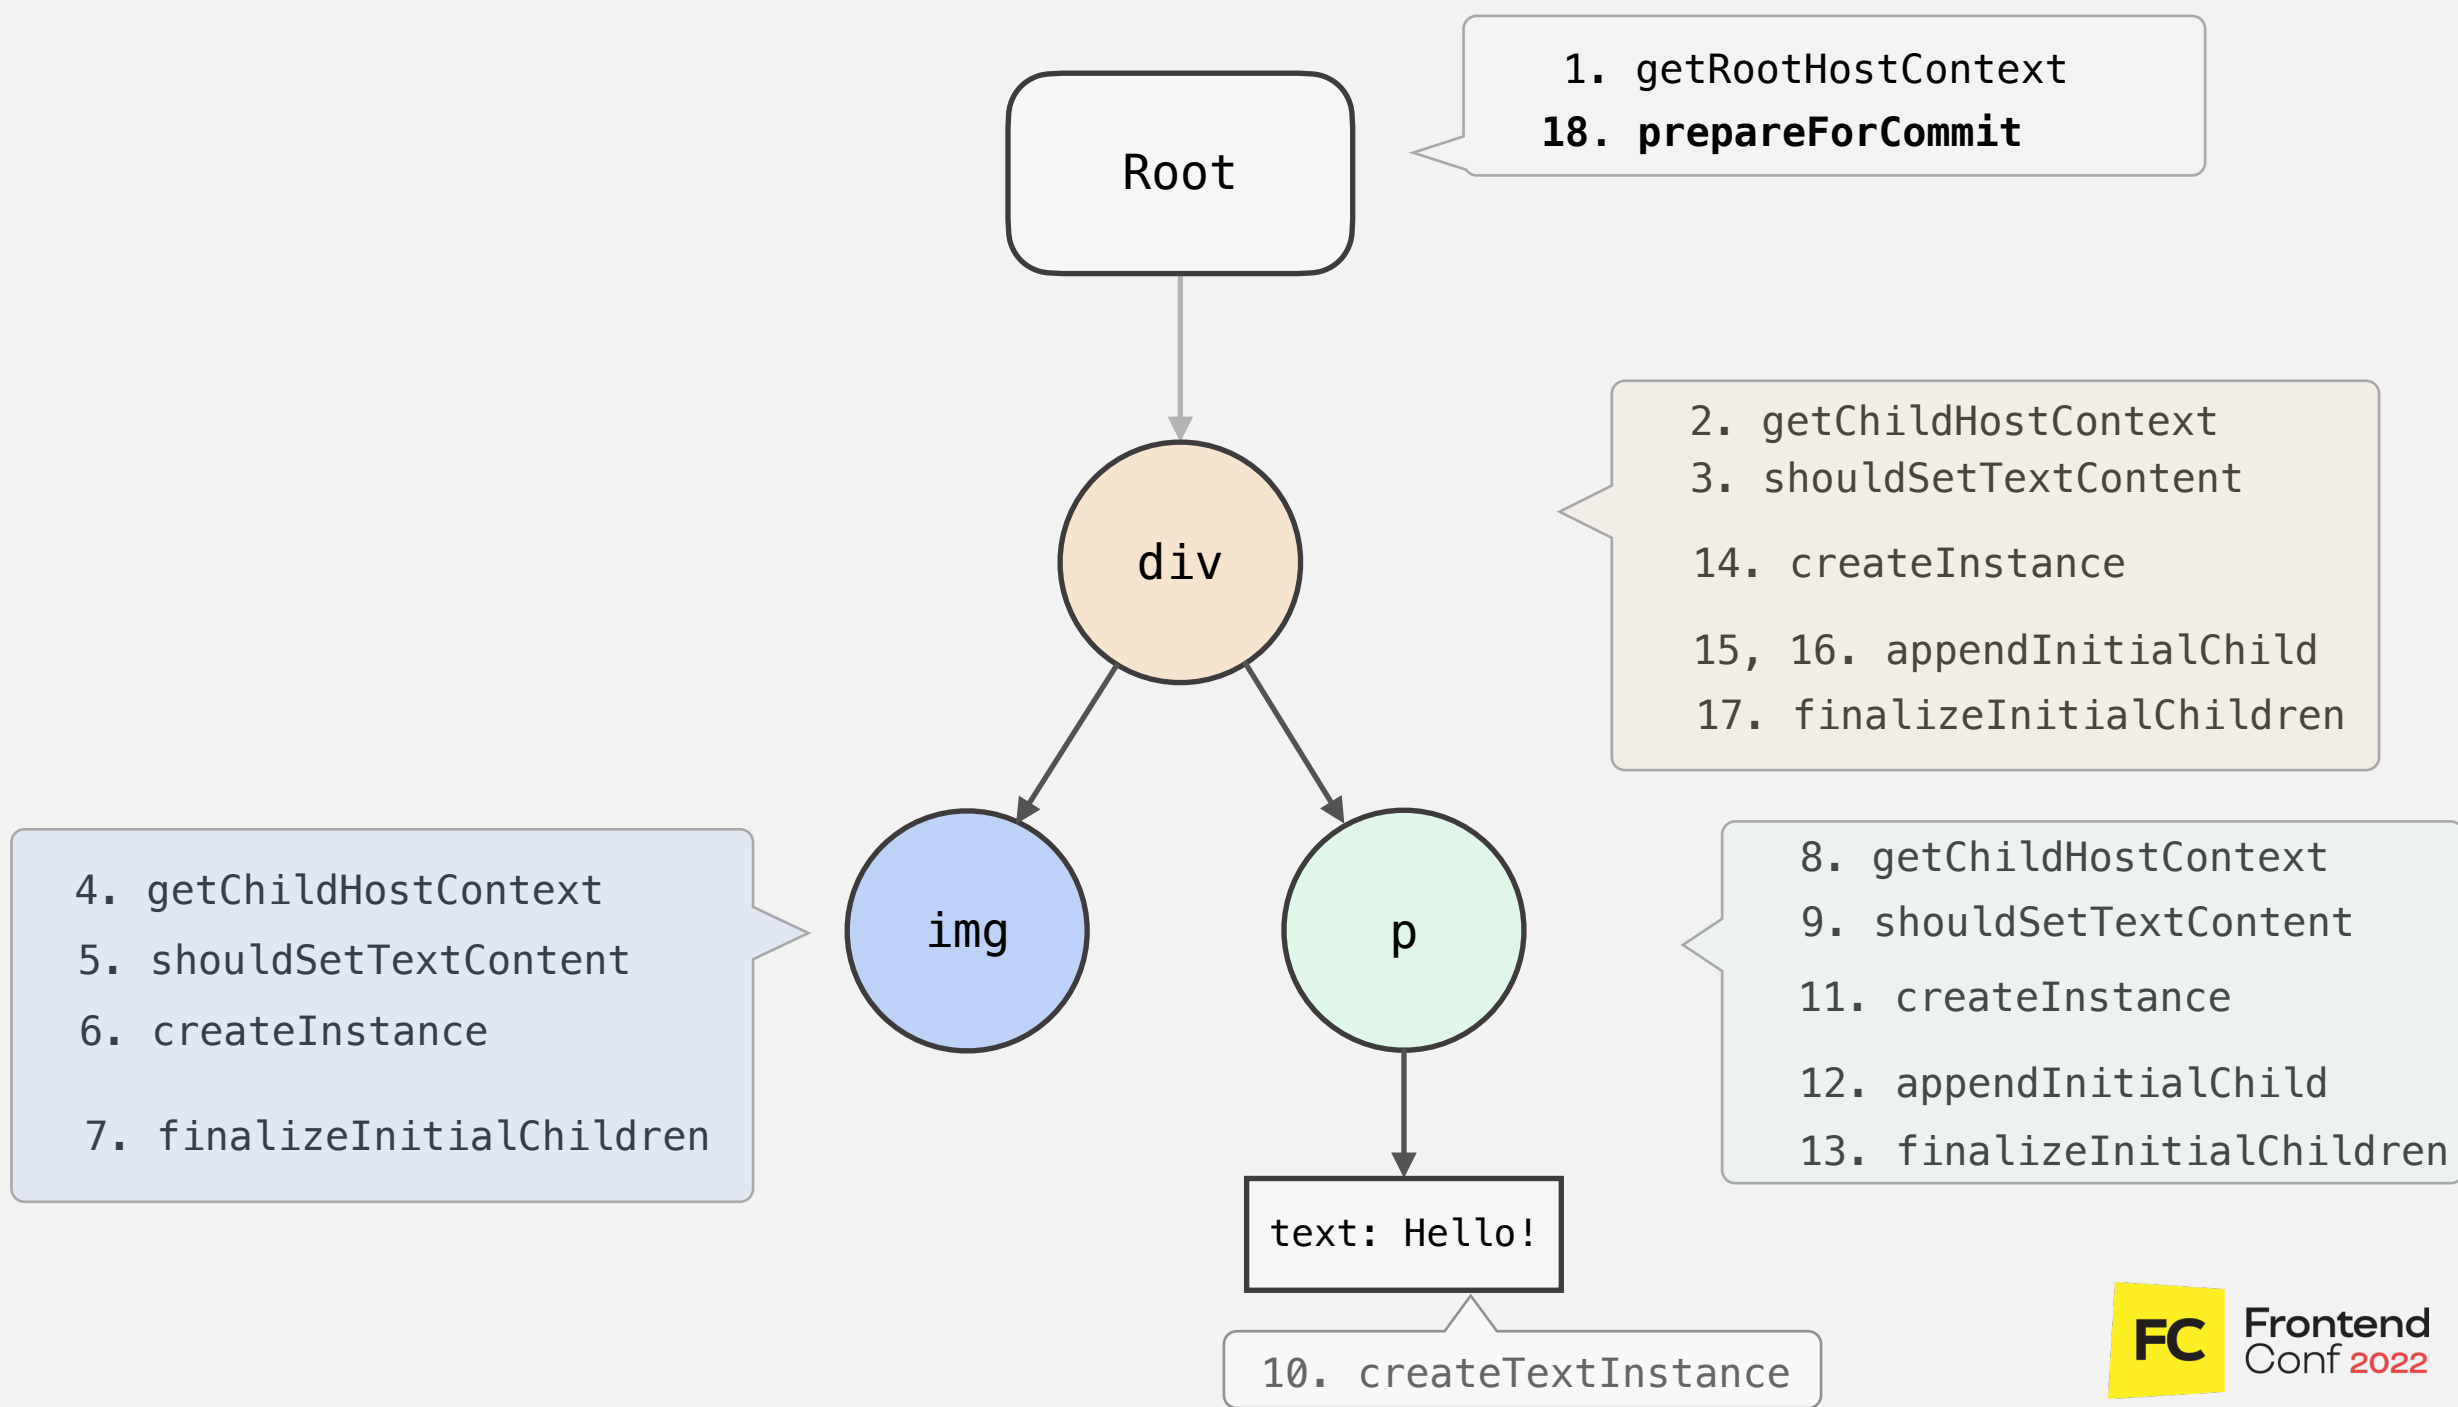 1. getRootHostContext
18. prepareForCommit
Root
2. getChildHostContext
3. shouldSetTextContent
14. createInstance
15, 16. appendInitialChild
17. finalizeInitialChildren
div
4. getChildHostContext
5. shouldSetTextContent
6. createInstance
7. finalizeInitialChildren
img
p
8. getChildHostContext
9. shouldSetTextContent
11. createInstance
12. appendInitialChild
13. finalizeInitialChildren
text: Hello!
10. createTextInstance
FC
Frontend
Conf 2022